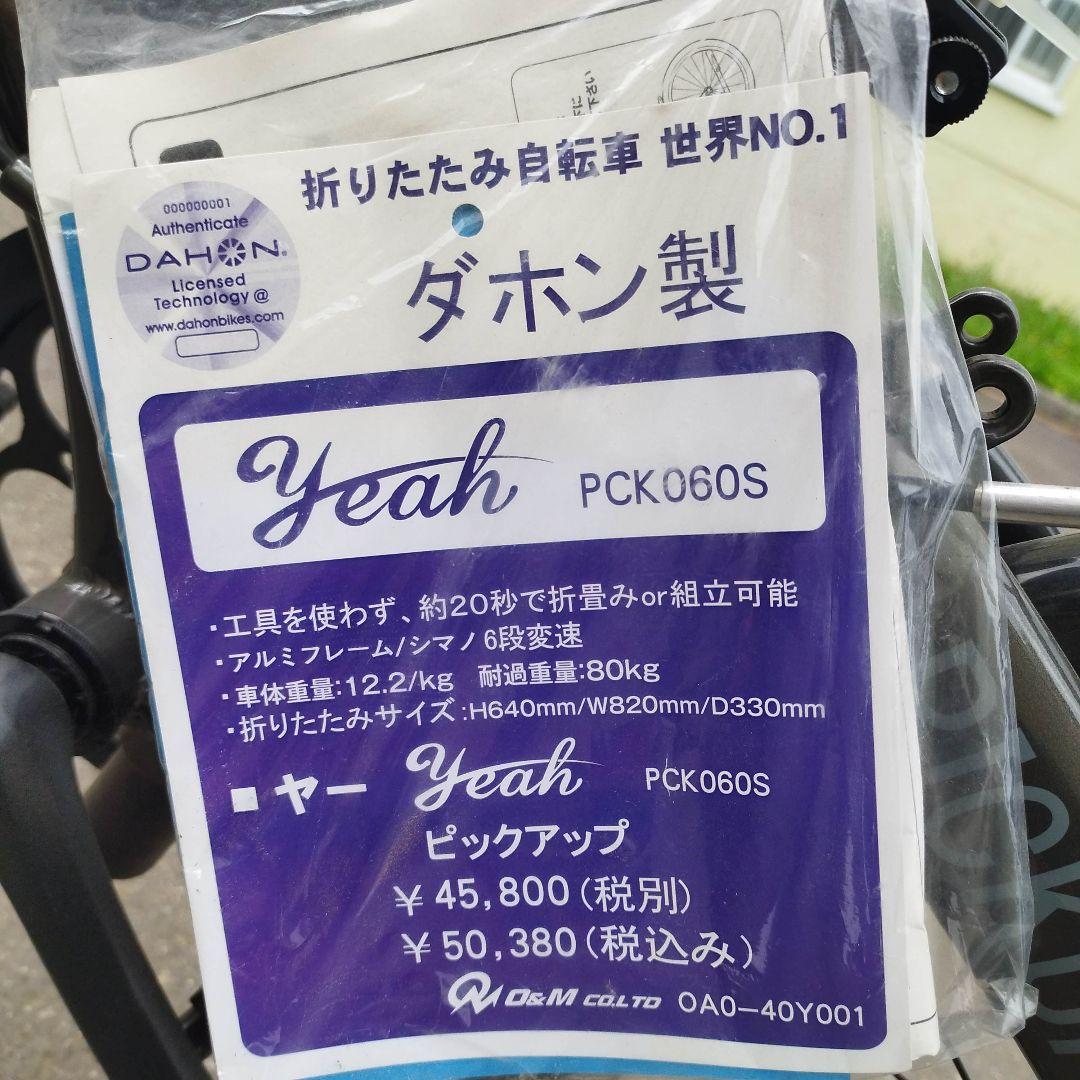 下さい
折りたたみ自転車 世界NO.1
000000001
Authenticate
DAHON®
Licensed
Technology @
www.dahonbikes.com
ダホン製
yeah PCK060S
・工具を使わず、約20秒で折畳みor組立可能
・アルミフレーム/シマノ 6段変速
・車体重量:12.2/kg 耐過重量:80kg
・折りたたみサイズ:H640mm/W820mm/D330mm
■ヤー yeah PCK060S
ピックアップ
￥45,800(税別)
￥50,380(税込み)
O&M CO.LTD OA0-40Y001